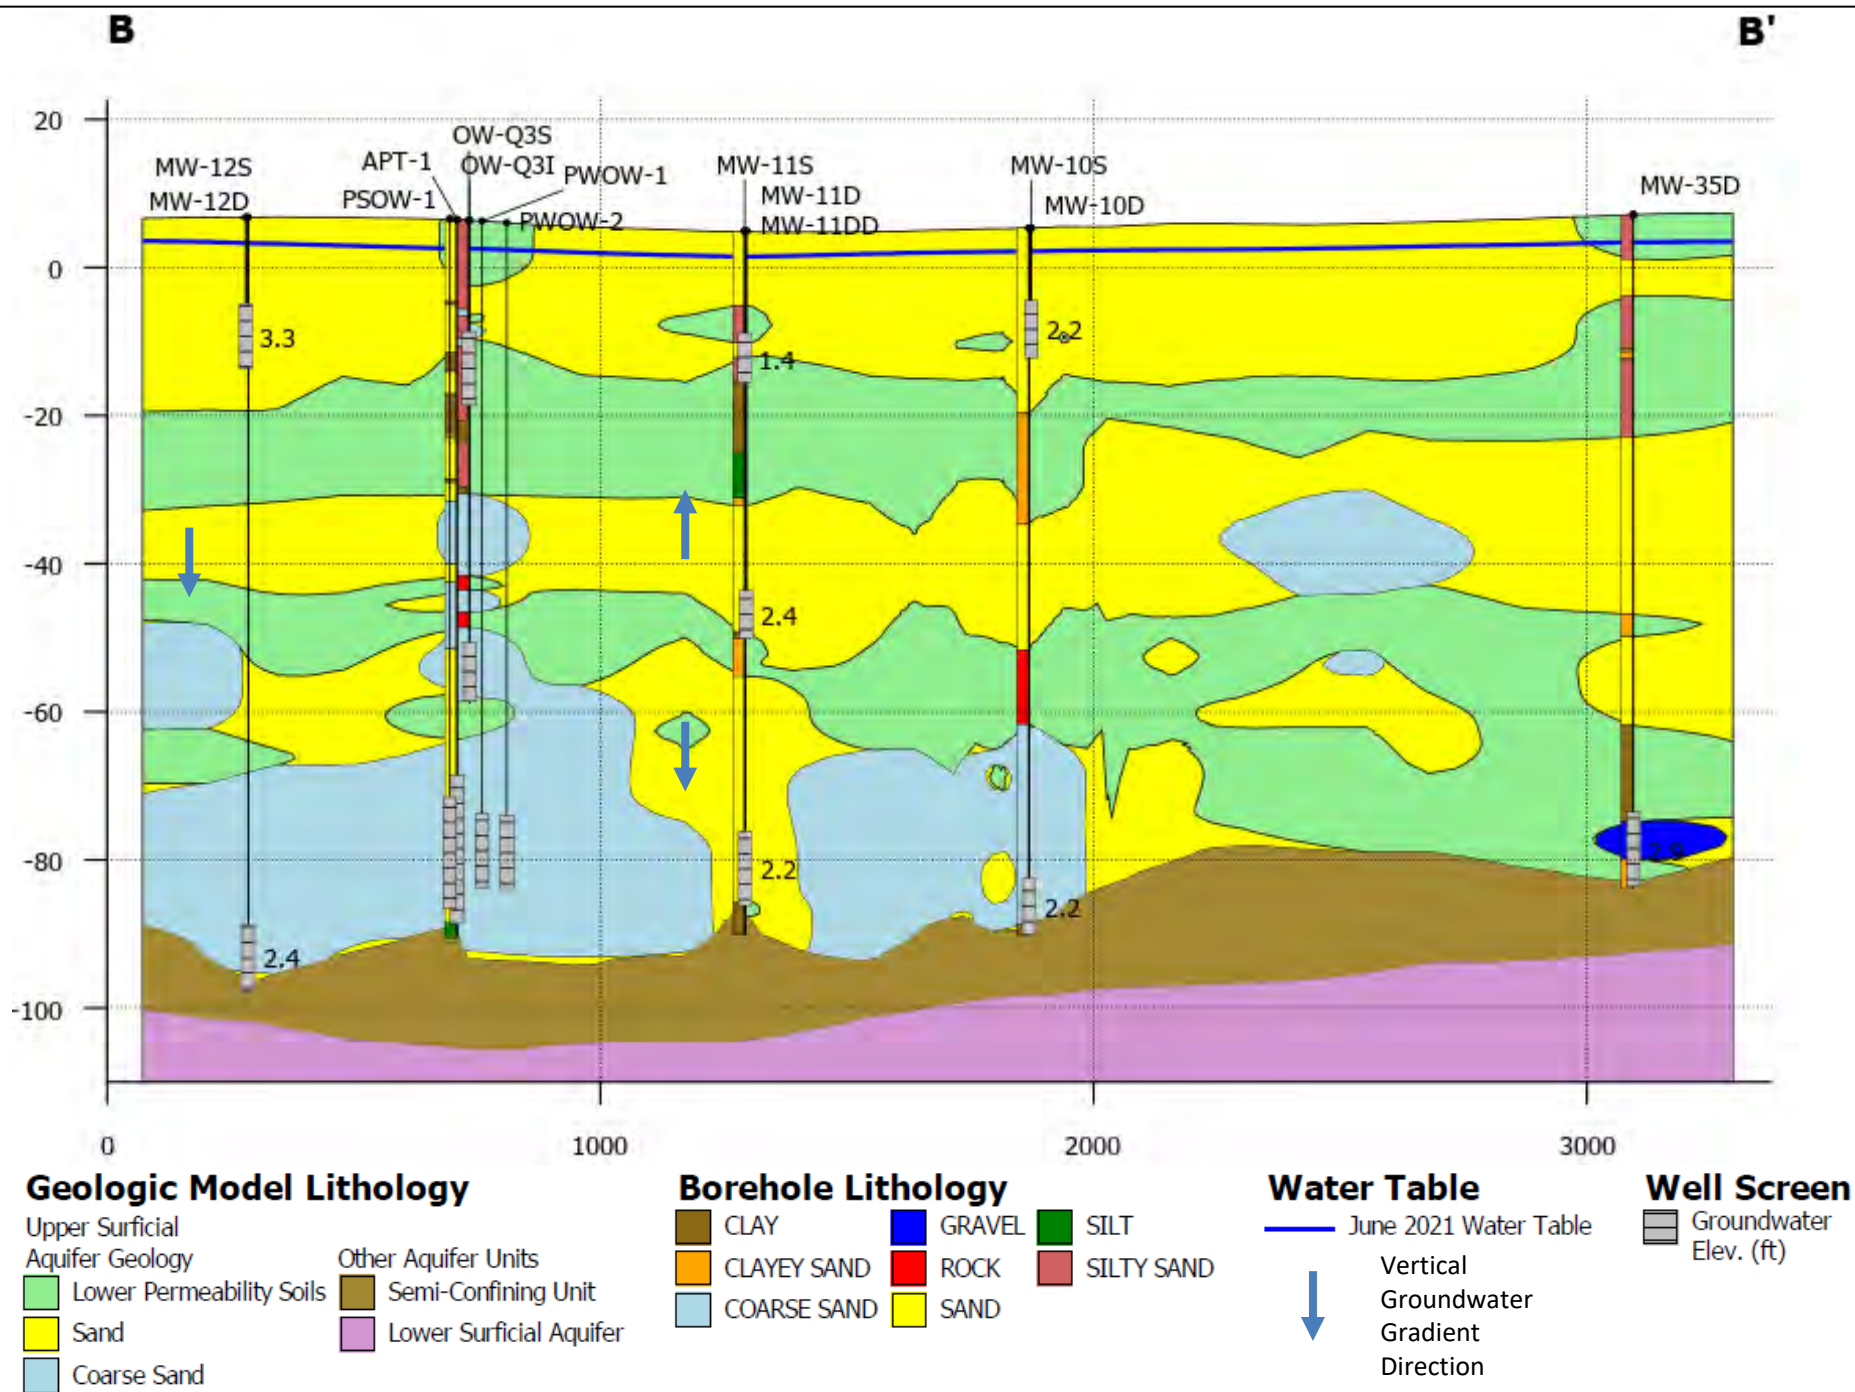 B
B'
20
0
-20
-40
-60
-80
-100
MW-12S
MW-12D
APT-1
PSOW-1
OW-Q3S
OW-Q3I
PWOW-1
PWOW-2
MW-11S
MW-11D
MW-11DD
MW-10S
MW-10D
MW-35D
3.3
1.4
2.2
2.4
2.2
2.9
2.2
2.4
0
1000
2000
3000
Geologic Model Lithology
Upper Surficial
Aquifer Geology
Lower Permeability Soils
Sand
Coarse Sand
Other Aquifer Units
Semi-Confining Unit
Lower Surficial Aquifer
Borehole Lithology
CLAY
CLAYEY SAND
COARSE SAND
GRAVEL
ROCK
SAND
SILT
SILTY SAND
Water Table
June 2021 Water Table
Vertical
Groundwater
Gradient
Direction
Well Screen
Groundwater
Elev. (ft)